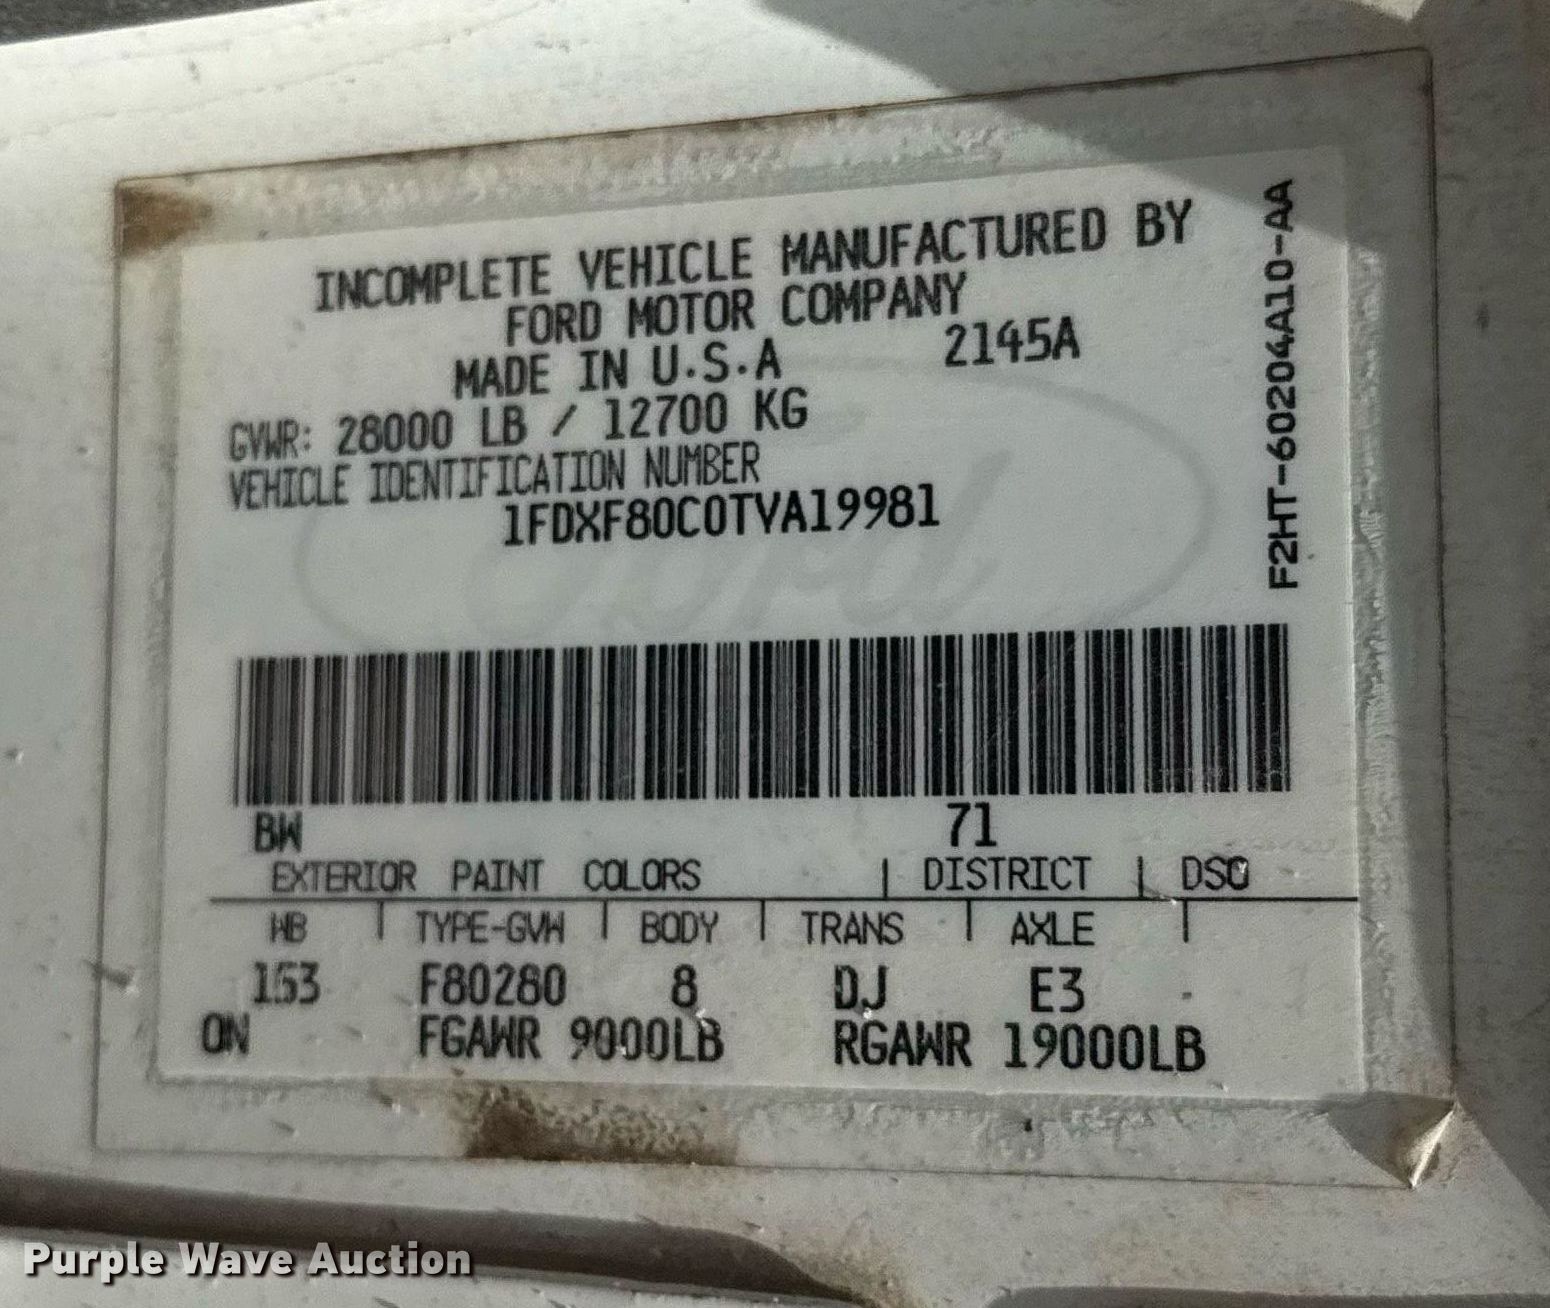 INCOMPLETE VEHICLE MANUFACTURED BY
FORD MOTOR COMPANY
MADE IN U.S.A 2145A
GVWR: 28000 LB / 12700 KG
VEHICLE IDENTIFICATION NUMBER
1FDXF80C0TVA19981
F2HT-60204A10-AA
Ford
BW 71
EXTERIOR PAINT COLORS | DISTRICT | DSO
WB | TYPE-GVW | BODY | TRANS | AXLE |
153 F80280 8 DJ E3
ON FGAWR 9000LB RGAWR 19000LB
Purple Wave Auction